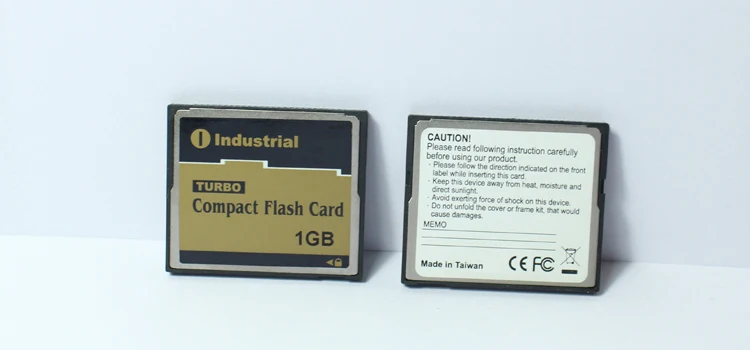 Industrial
TURBO
Compact Flash Card
1GB
CAUTION!
Please read following instruction carefully
before using our product.
· Please follow the direction indicated on the front
label while inserting this card.
· Keep this device away from heat, moisture and
direct sunlight.
· Avoid exerting force of shock on this device.
· Do not unfold the cover or frame kit, that would
cause damages.
MEMO
Made in Taiwan CE FC